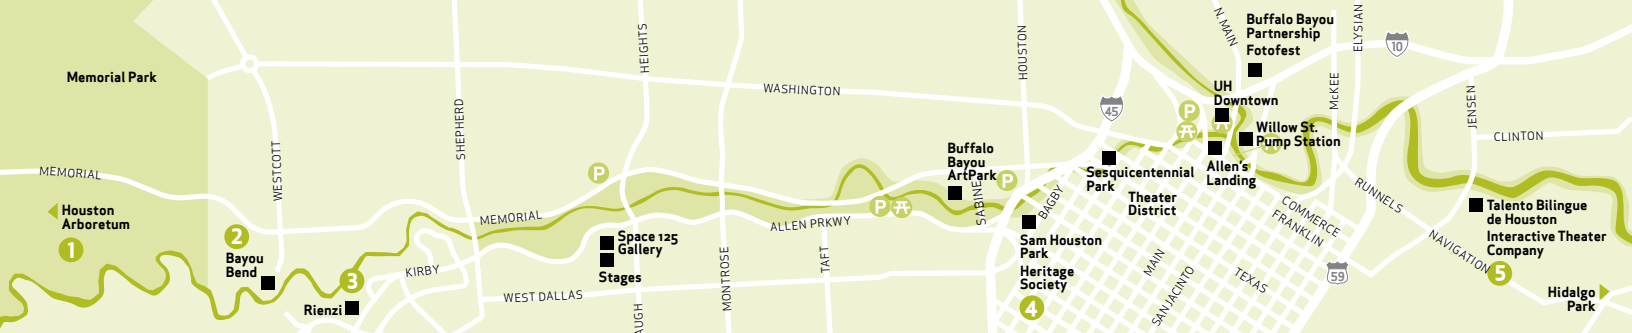 Memorial Park
MEMORIAL
WESTCOTT
Houston
Arboretum
1
2
Bayou
Bend
3
Rienzi
SHEPHERD
KIRBY
MEMORIAL
WEST DALLAS
HEIGHTS
P
Space 125
Gallery
Stages
AUGH
MONTROSE
WASHINGTON
ALLEN PRKWY
TAFT
P
Buffalo
Bayou
ArtPark
SABINE
P
HOUSTON
BAGBY
Sam Houston
Park
Heritage
Society
4
45
Sesquicentennial
Park
Theater
District
MAIN
SAN JACINTO
TEXAS
P
N. MAIN
Buffalo Bayou
Partnership
Fotofest
UH
Downtown
Willow St.
Pump Station
Allen's
Landing
COMMERCE
FRANKLIN
McKEE
ELYSIAN
10
59
RUNNELS
NAVIGATION
JENSEN
CLINTON
Talento Bilingue
de Houston
Interactive Theater
Company
5
Hidalgo
Park